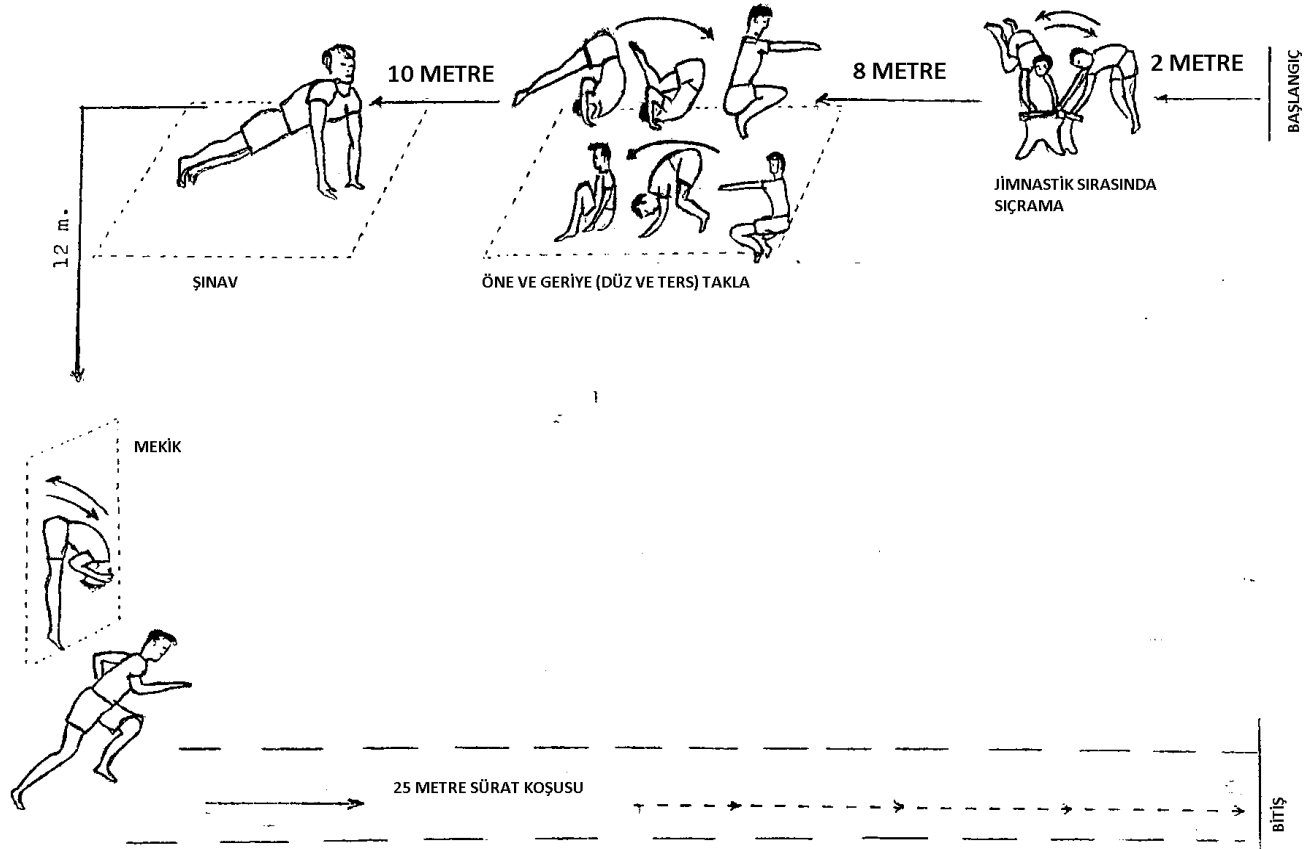 10 METRE
8 METRE
2 METRE
BAŞLANGIÇ
JİMNASTİK SIRASINDA
SIÇRAMA
12 m.
ŞINAV
ÖNE VE GERİYE (DÜZ VE TERS) TAKLA
MEKİK
25 METRE SÜRAT KOŞUSU
BİTİŞ